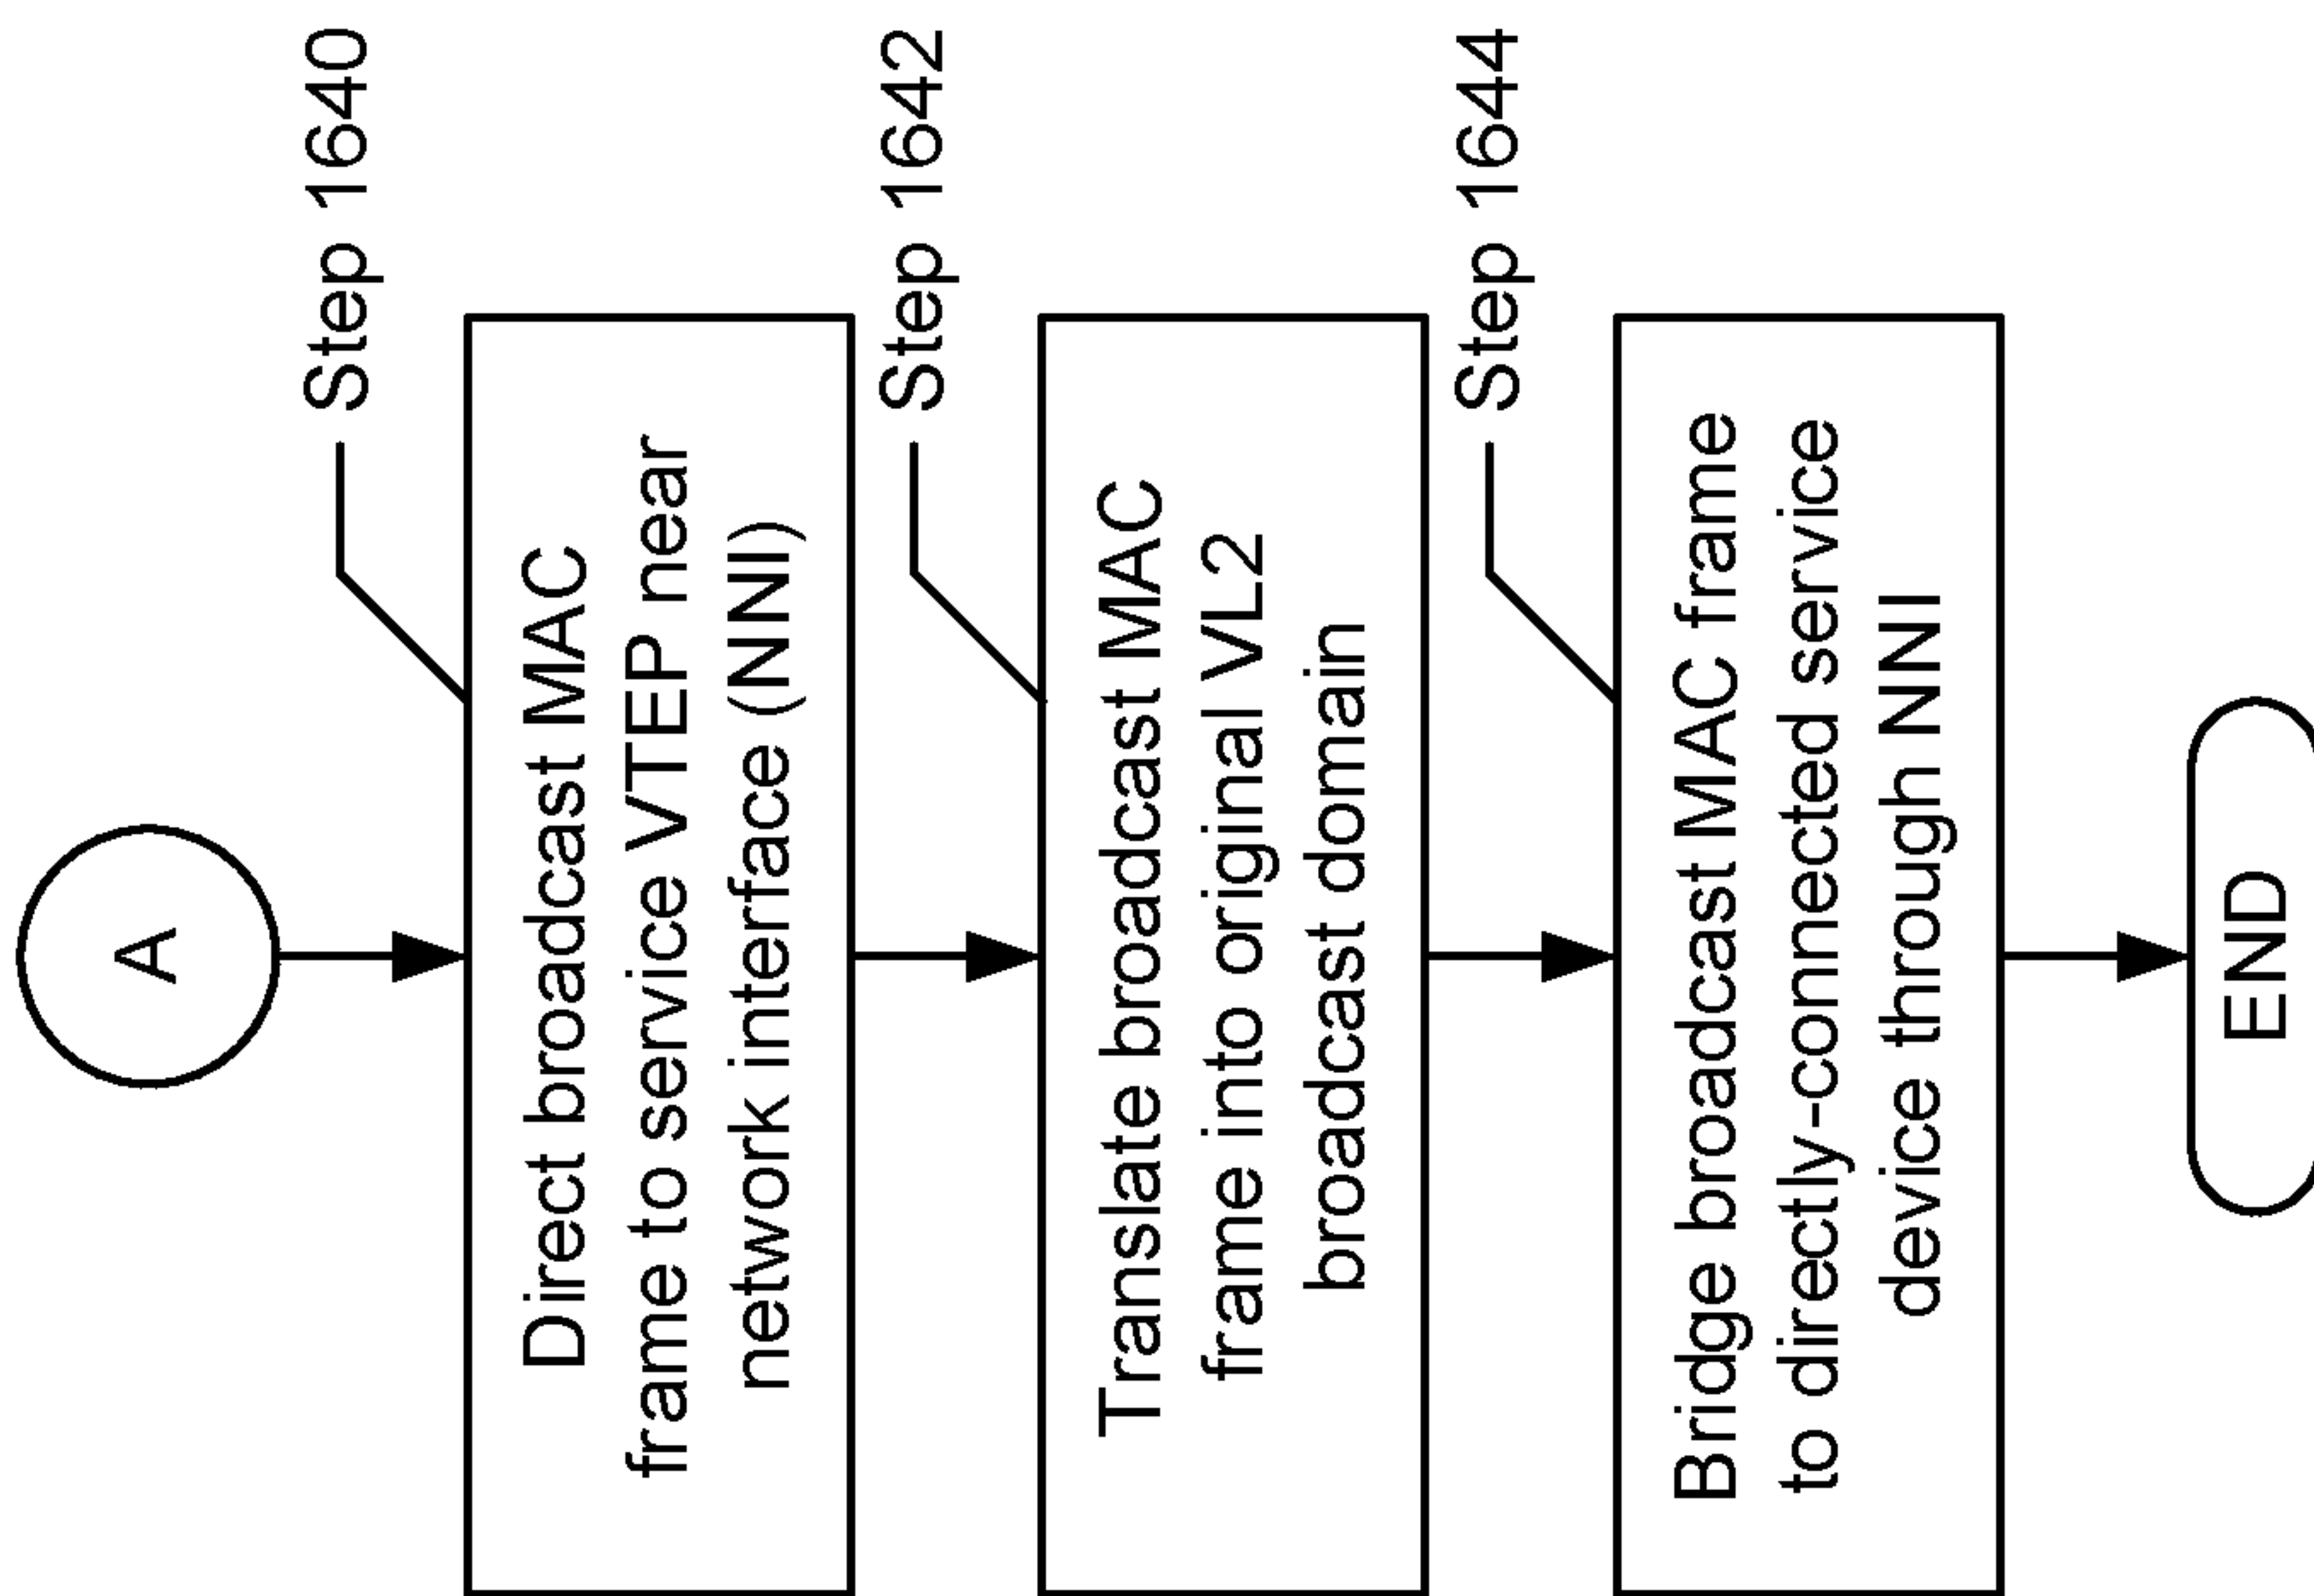 A
Step 1640
Direct broadcast MAC
frame to service VTEP near
network interface (NNI)
Step 1642
Translate broadcast MAC
frame into original VL2
broadcast domain
Step 1644
Bridge broadcast MAC frame
to directly-connected service
device through NNI
END